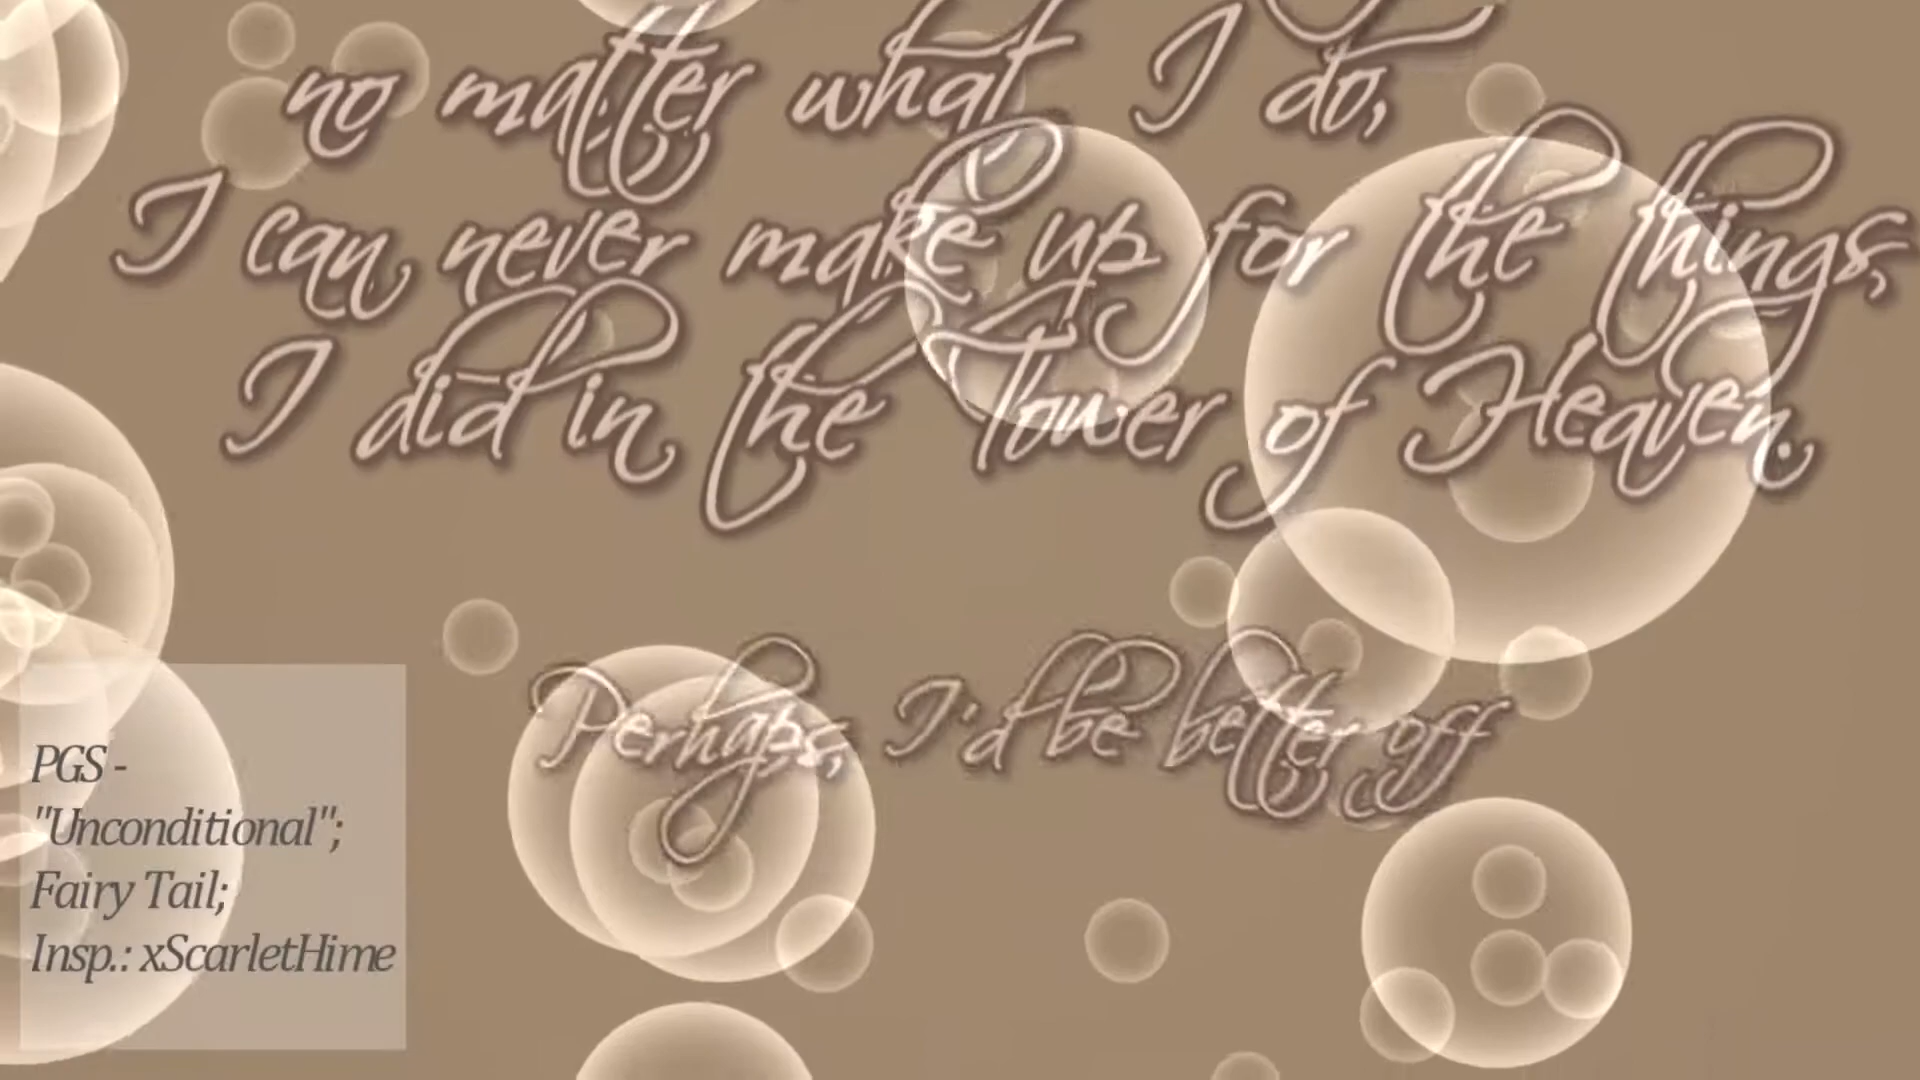 no matter what I do,
I can never make up for the things,
I did in the Tower of Heaven.
Perhaps, I'd be better off
PGS -
"Unconditional";
Fairy Tail;
Insp.: xScarletHime